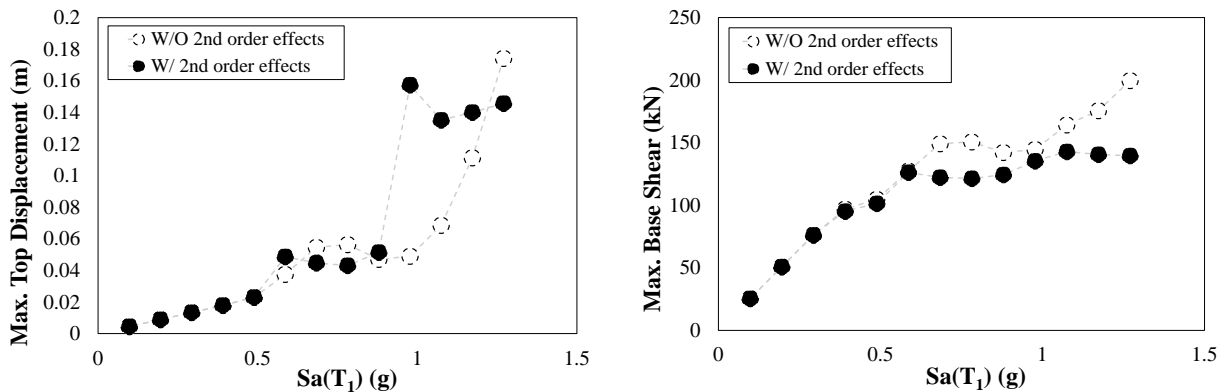 Max. Top Displacement (m)
0.2
0.18
0.16
0.14
0.12
0.1
0.08
0.06
0.04
0.02
0
W/O 2nd order effects
W/ 2nd order effects
0 0.5 1 1.5
Sa(T1) (g)
Max. Base Shear (kN)
250
200
150
100
50
0
W/O 2nd order effects
W/ 2nd order effects
0 0.5 1 1.5
Sa(T1) (g)